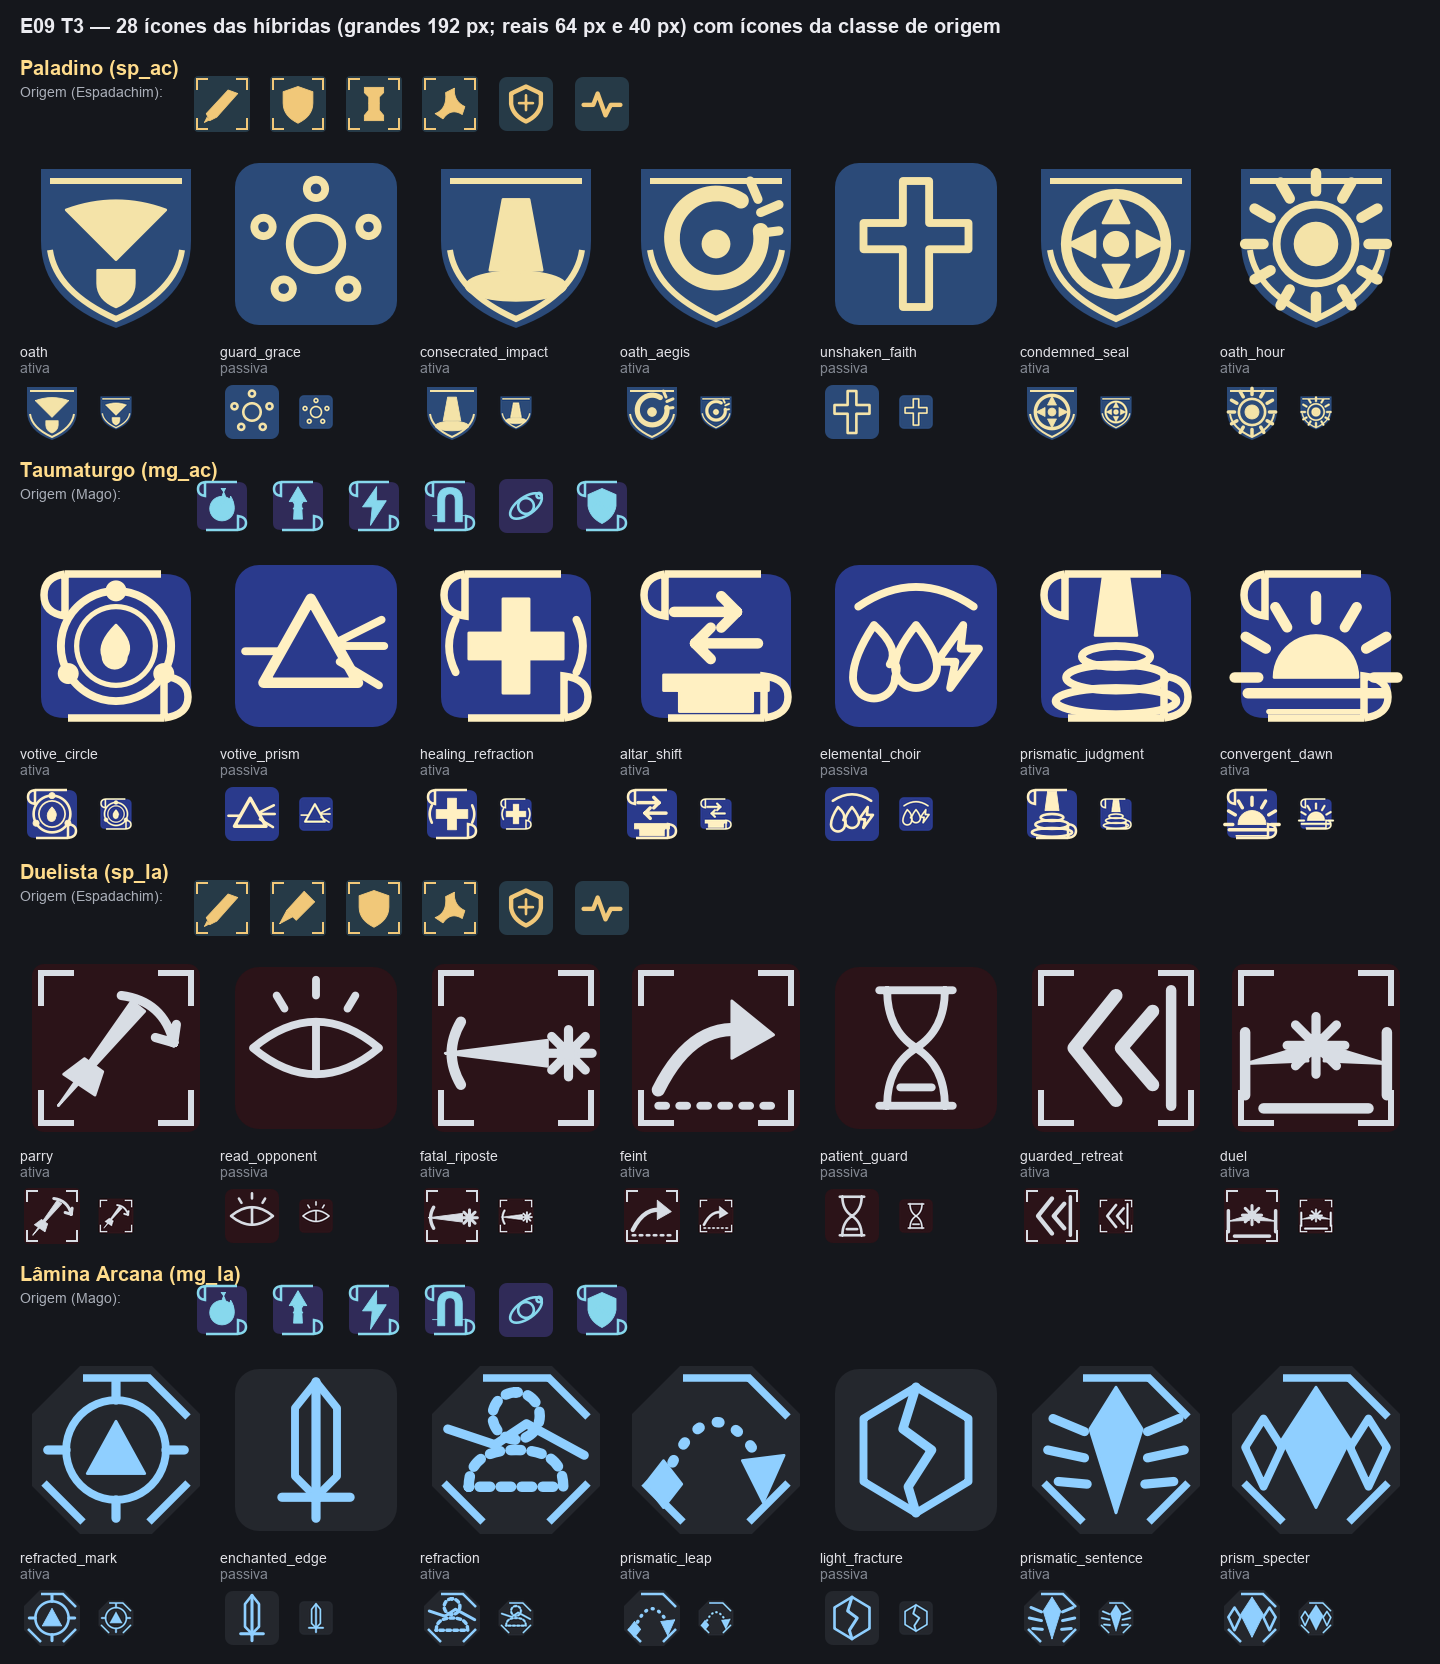 E09 T3 — 28 ícones das híbridas (grandes 192 px; reais 64 px e 40 px) com ícones da classe de origem
Paladino (sp_ac)
Origem (Espadachim):
oath
ativa
guard_grace
passiva
consecrated_impact
ativa
oath_aegis
ativa
unshaken_faith
passiva
condemned_seal
ativa
oath_hour
ativa
Taumaturgo (mg_ac)
Origem (Mago):
votive_circle
ativa
votive_prism
passiva
healing_refraction
ativa
altar_shift
ativa
elemental_choir
passiva
prismatic_judgment
ativa
convergent_dawn
ativa
Duelista (sp_la)
Origem (Espadachim):
parry
ativa
read_opponent
passiva
fatal_riposte
ativa
feint
ativa
patient_guard
passiva
guarded_retreat
ativa
duel
ativa
Lâmina Arcana (mg_la)
Origem (Mago):
refracted_mark
ativa
enchanted_edge
passiva
refraction
ativa
prismatic_leap
ativa
light_fracture
passiva
prismatic_sentence
ativa
prism_specter
ativa